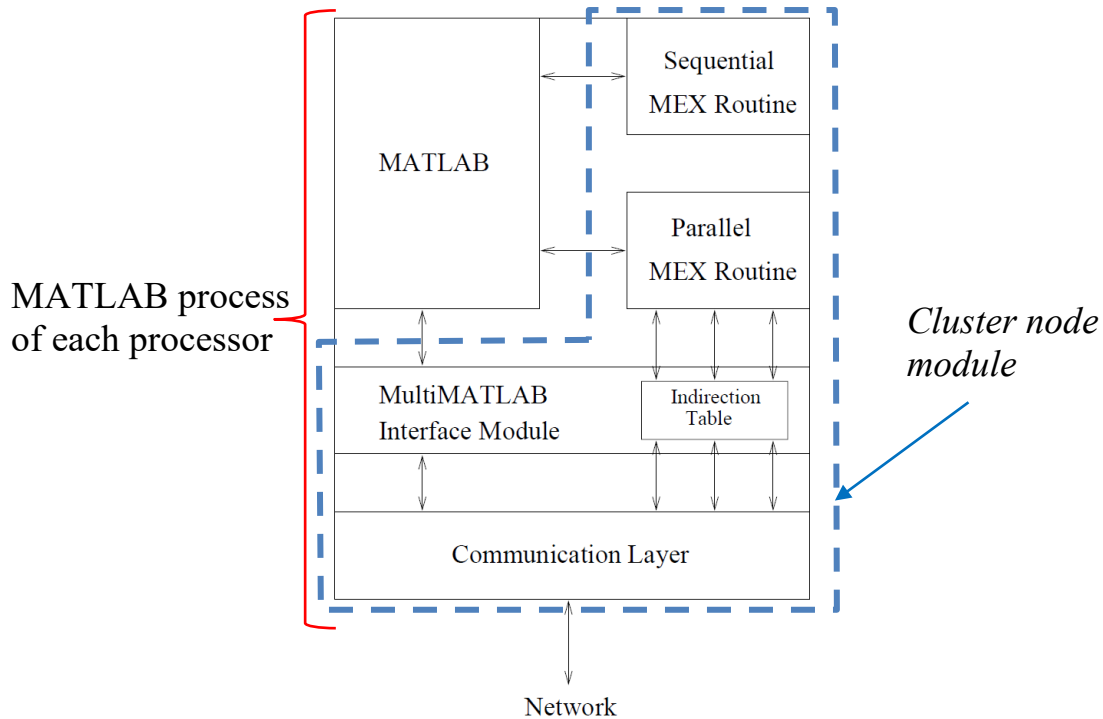 Sequential
MEX Routine
MATLAB
Parallel
MEX Routine
MATLAB process
of each processor
Cluster node
module
MultiMATLAB
Interface Module
Indirection
Table
Communication Layer
Network